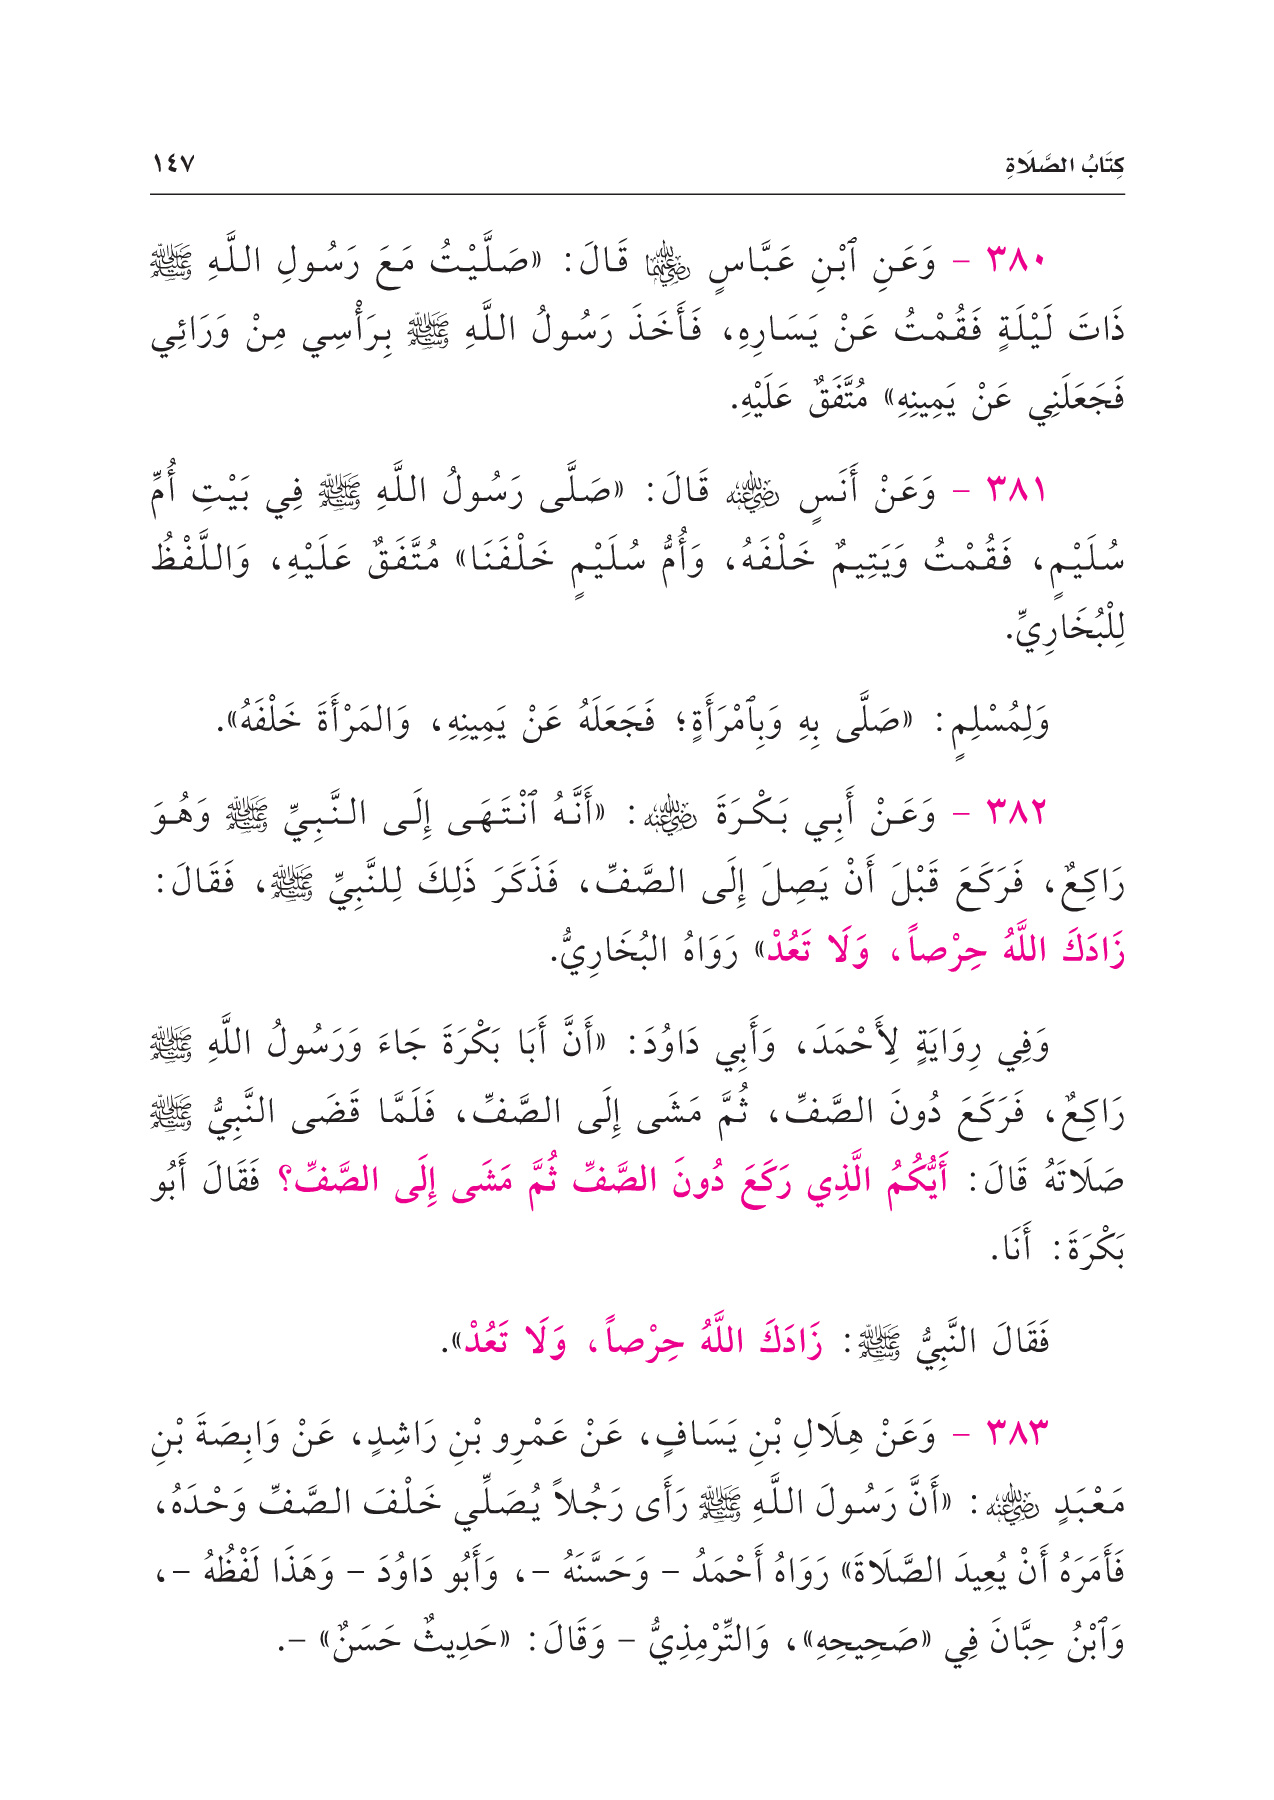 كِتَابُ الصَّلَاةِ ١٤٧
٣٨٠ - وَعَنِ ٱبْنِ عَبَّاسٍ رضي الله عنهما قَالَ: «صَلَّيْتُ مَعَ رَسُولِ اللَّهِ ﷺ
ذَاتَ لَيْلَةٍ فَقُمْتُ عَنْ يَسَارِهِ، فَأَخَذَ رَسُولُ اللَّهِ ﷺ بِرَأْسِي مِنْ وَرَائِي
فَجَعَلَنِي عَنْ يَمِينِهِ» مُتَّفَقٌ عَلَيْهِ.
٣٨١ - وَعَنْ أَنَسٍ رضي الله عنه قَالَ: «صَلَّى رَسُولُ اللَّهِ ﷺ فِي بَيْتِ أُمِّ
سُلَيْمٍ، فَقُمْتُ وَيَتِيمٌ خَلْفَهُ، وَأُمُّ سُلَيْمٍ خَلْفَنَا» مُتَّفَقٌ عَلَيْهِ، وَاللَّفْظُ
لِلْبُخَارِيِّ.
وَلِمُسْلِمٍ: «صَلَّى بِهِ وَبِٱمْرَأَةٍ؛ فَجَعَلَهُ عَنْ يَمِينِهِ، وَالمَرْأَةَ خَلْفَهُ».
٣٨٢ - وَعَنْ أَبِي بَكْرَةَ رضي الله عنه: «أَنَّهُ ٱنْتَهَى إِلَى النَّبِيِّ ﷺ وَهُوَ
رَاكِعٌ، فَرَكَعَ قَبْلَ أَنْ يَصِلَ إِلَى الصَّفِّ، فَذَكَرَ ذَلِكَ لِلنَّبِيِّ ﷺ، فَقَالَ:
زَادَكَ اللَّهُ حِرْصاً، وَلَا تَعُدْ» رَوَاهُ البُخَارِيُّ.
وَفِي رِوَايَةٍ لِأَحْمَدَ، وَأَبِي دَاوُدَ: «أَنَّ أَبَا بَكْرَةَ جَاءَ وَرَسُولُ اللَّهِ ﷺ
رَاكِعٌ، فَرَكَعَ دُونَ الصَّفِّ، ثُمَّ مَشَى إِلَى الصَّفِّ، فَلَمَّا قَضَى النَّبِيُّ ﷺ
صَلَاتَهُ قَالَ: أَيُّكُمُ الَّذِي رَكَعَ دُونَ الصَّفِّ ثُمَّ مَشَى إِلَى الصَّفِّ؟ فَقَالَ أَبُو
بَكْرَةَ: أَنَا.
فَقَالَ النَّبِيُّ ﷺ: زَادَكَ اللَّهُ حِرْصاً، وَلَا تَعُدْ».
٣٨٣ - وَعَنْ هِلَالِ بْنِ يَسَافٍ، عَنْ عَمْرِو بْنِ رَاشِدٍ، عَنْ وَابِصَةَ بْنِ
مَعْبَدٍ رضي الله عنه: «أَنَّ رَسُولَ اللَّهِ ﷺ رَأَى رَجُلاً يُصَلِّي خَلْفَ الصَّفِّ وَحْدَهُ،
فَأَمَرَهُ أَنْ يُعِيدَ الصَّلَاةَ» رَوَاهُ أَحْمَدُ - وَحَسَّنَهُ -، وَأَبُو دَاوُدَ - وَهَذَا لَفْظُهُ -،
وَٱبْنُ حِبَّانَ فِي «صَحِيحِهِ»، وَالتِّرْمِذِيُّ - وَقَالَ: «حَدِيثٌ حَسَنٌ» -.